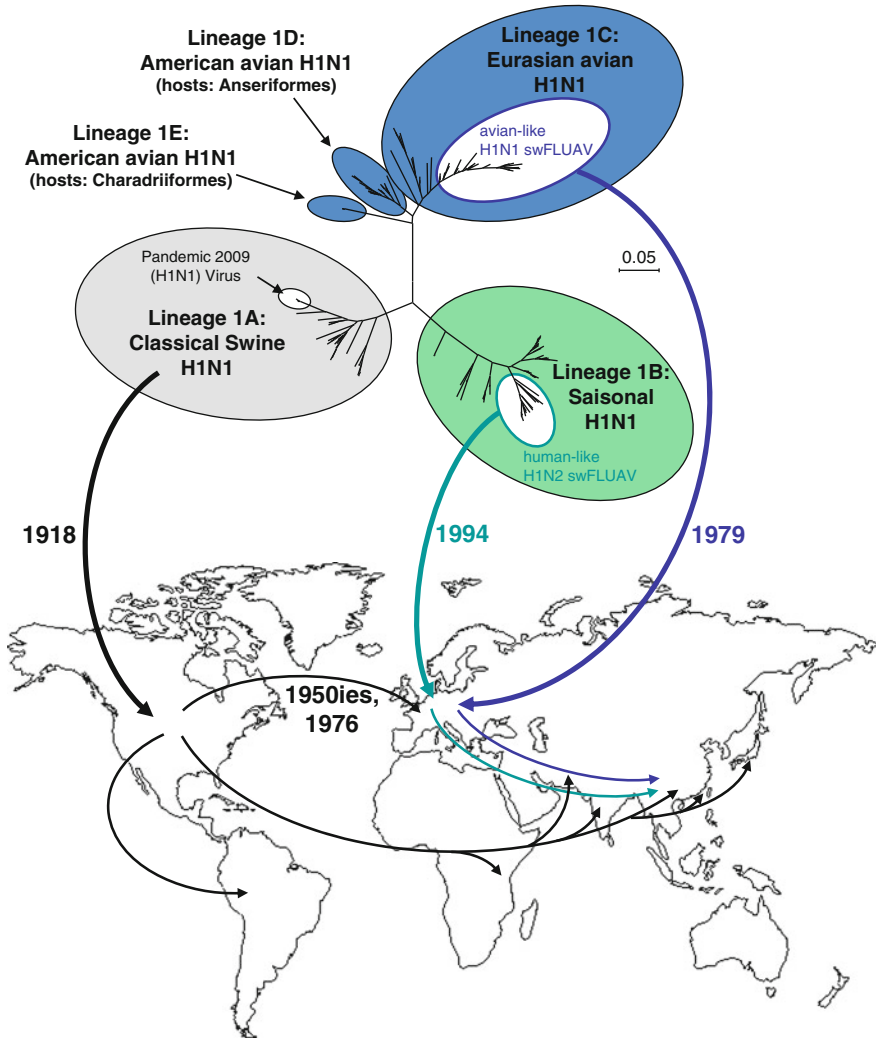 Lineage 1D:
American avian H1N1
(hosts: Anseriformes)
Lineage 1C:
Eurasian avian
H1N1
avian-like
H1N1 swFLUAV
Lineage 1E:
American avian H1N1
(hosts: Charadriiformes)
0.05
Pandemic 2009
(H1N1) Virus
Lineage 1A:
Classical Swine
H1N1
Lineage 1B:
Saisonal
H1N1
human-like
H1N2 swFLUAV
1918
1994
1979
1950ies,
1976